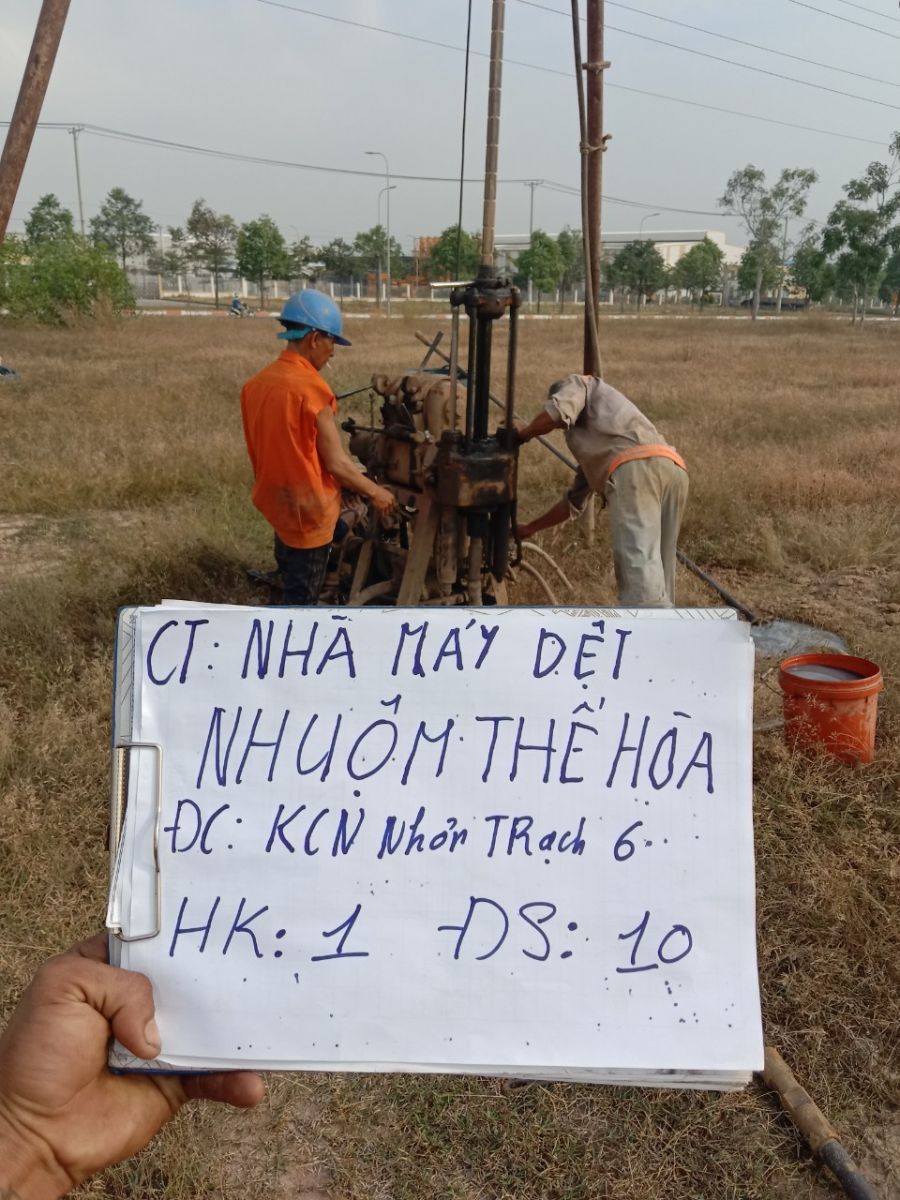 CT: NHÀ MÁY DỆT
NHUỘM THẾ HÒA
ĐC: KCN Nhơn TRạch 6
HK: 1 ĐS: 10